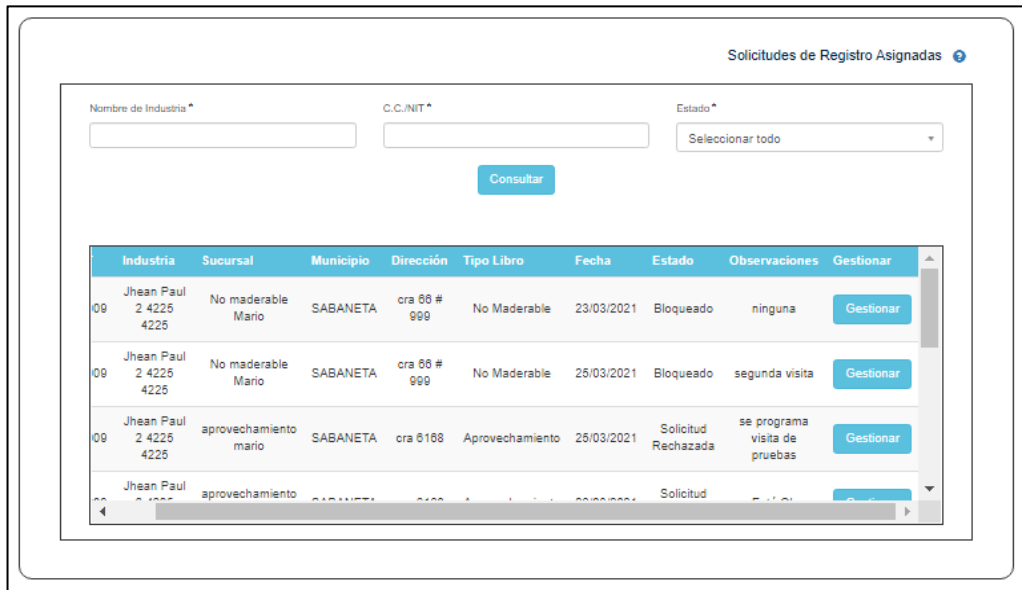 Solicitudes de Registro Asignadas
Nombre de Industria * C.C./NIT * Estado *
Seleccionar todo
Consultar
Industria Sucursal Municipio Dirección Tipo Libro Fecha Estado Observaciones Gestionar
009 Jhean Paul 2 4225 4225 No maderable Mario SABANETA cra 66 # 999 No Maderable 23/03/2021 Bloqueado ninguna Gestionar
009 Jhean Paul 2 4225 4225 No maderable Mario SABANETA cra 66 # 999 No Maderable 25/03/2021 Bloqueado segunda visita Gestionar
009 Jhean Paul 2 4225 4225 aprovechamiento mario SABANETA cra 6168 Aprovechamiento 25/03/2021 Solicitud Rechazada se programa visita de pruebas Gestionar
Jhean Paul aprovechamiento Solicitud